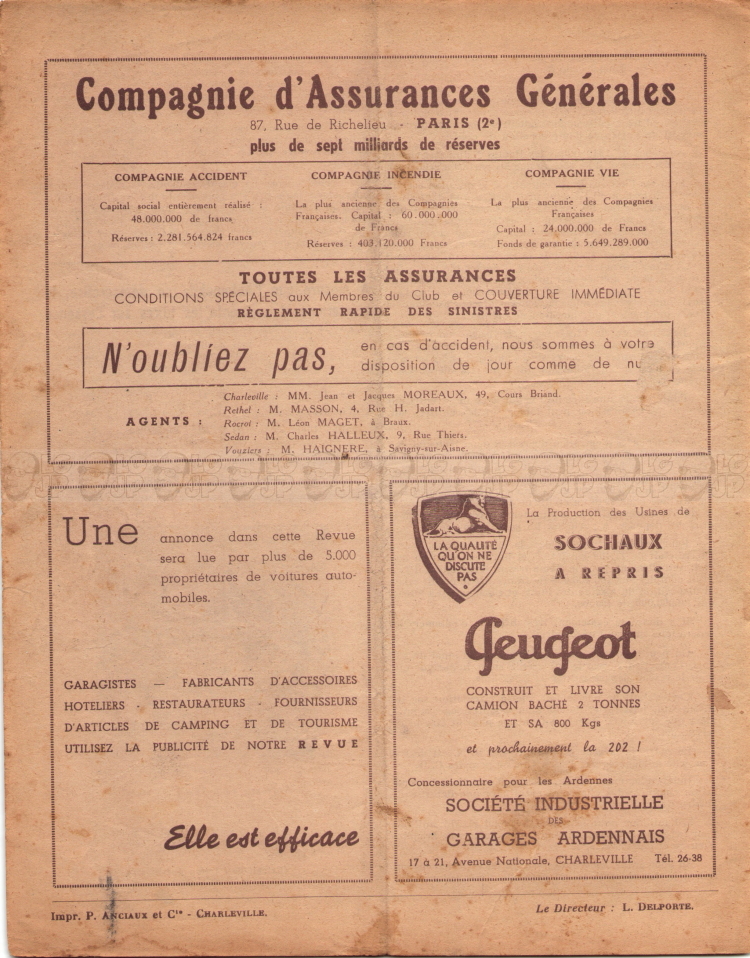 Compagnie d'Assurances Générales
87, Rue de Richelieu - PARIS (2e)
plus de sept milliards de réserves
COMPAGNIE ACCIDENT
Capital social entièrement réalisé :
48.000.000 de francs
Réserves : 2.281.564.824 francs
COMPAGNIE INCENDIE
La plus ancienne des Compagnies
Françaises. Capital : 60.000.000
de Francs
Réserves : 403.120.000 Francs
COMPAGNIE VIE
La plus ancienne des Compagnies
Françaises
Capital : 24.000.000 de Francs
Fonds de garantie : 5.649.289.000
TOUTES LES ASSURANCES
CONDITIONS SPÉCIALES aux Membres du Club et COUVERTURE IMMÉDIATE
RÈGLEMENT RAPIDE DES SINISTRES
N'oubliez pas,
en cas d'accident, nous sommes à votre
disposition de jour comme de nu
AGENTS :
Charleville : MM. Jean et Jacques MOREAUX, 49, Cours Briand.
Rethel : M. MASSON, 4, Rue H. Jadart.
Rocroi : M. Léon MAGET, à Braux.
Sedan : M. Charles HALLEUX, 9, Rue Thiers.
Vouziers : M. HAIGNERE, à Savigny-sur-Aisne.
Une annonce dans cette Revue
sera lue par plus de 5.000
propriétaires de voitures auto-
mobiles.
GARAGISTES — FABRICANTS D'ACCESSOIRES
HOTELIERS - RESTAURATEURS - FOURNISSEURS
D'ARTICLES DE CAMPING ET DE TOURISME
UTILISEZ LA PUBLICITÉ DE NOTRE REVUE
Elle est efficace
LA QUALITÉ
QU'ON NE
DISCUTE
PAS
La Production des Usines de
SOCHAUX
A REPRIS
Peugeot
CONSTRUIT ET LIVRE SON
CAMION BACHÉ 2 TONNES
ET SA 800 Kgs
et prochainement la 202 !
Concessionnaire pour les Ardennes
SOCIÉTÉ INDUSTRIELLE
DES
GARAGES ARDENNAIS
17 à 21, Avenue Nationale, CHARLEVILLE Tél. 26-38
Impr. P. ANCIAUX et Cie - CHARLEVILLE.
Le Directeur : L. DELPORTE.